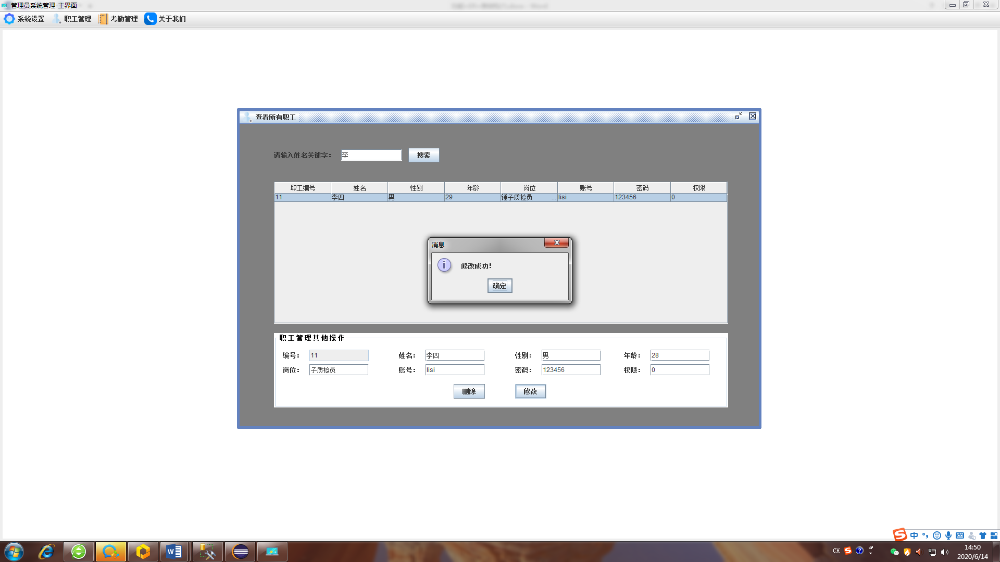 管理员系统管理-主界面
系统设置 职工管理 考勤管理 关于我们
查看所有职工
请输入姓名关键字： 李 搜索
职工编号 姓名 性别 年龄 岗位 账号 密码 权限
11 李四 男 29 锤子质检员 ... lisi 123456 0
消息
修改成功！
确定
职工管理其他操作
编号： 11 姓名： 李四 性别： 男 年龄： 28
岗位： 子质检员 账号： lisi 密码： 123456 权限： 0
删除 修改
中
CH
14:50
2020/6/14